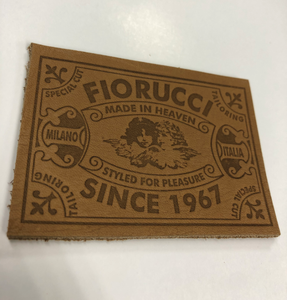 SPECIAL CUT
TAILORING
FIORUCCI
MADE IN HEAVEN
MILANO
ITALIA
STYLED FOR PLEASURE
SINCE 1967
TAILORING
SPECIAL CUT